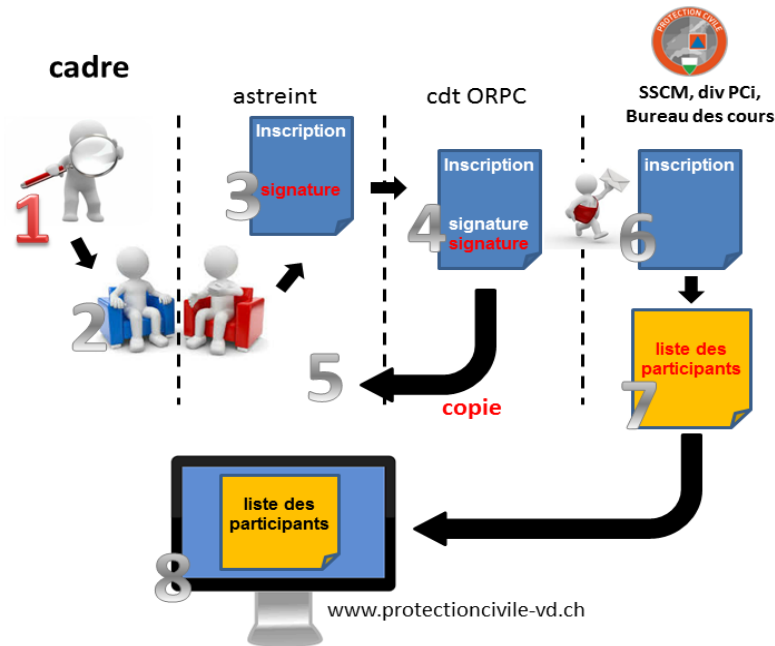 PROTECTION CIVILE
cadre
astreint
cdt ORPC
SSCM, div PCi,
Bureau des cours
1
2
3
Inscription
signature
4
Inscription
signature
signature
5
copie
6
inscription
7
liste des
participants
8
liste des
participants
www.protectioncivile-vd.ch